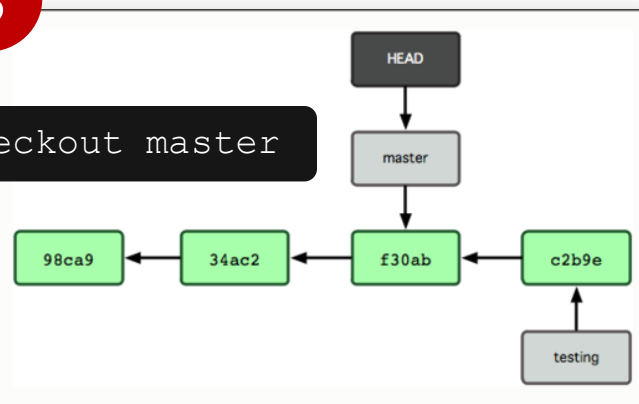 HEAD
eckout master
master
98ca9
34ac2
f30ab
c2b9e
testing